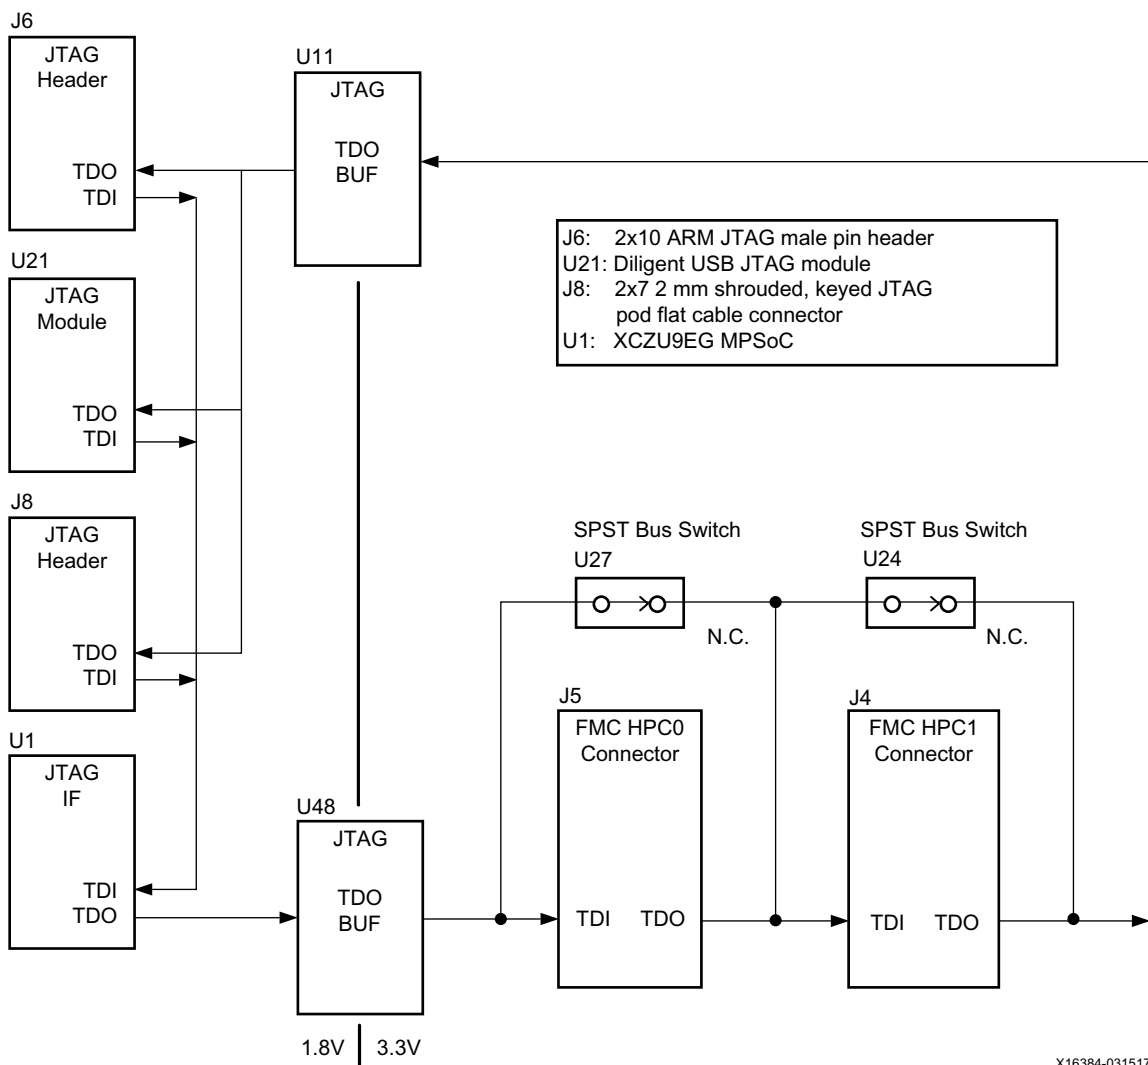 J6
JTAG
Header
TDO
TDI
U11
JTAG
TDO
BUF
J6: 2x10 ARM JTAG male pin header
U21: Diligent USB JTAG module
J8: 2x7 2 mm shrouded, keyed JTAG
pod flat cable connector
U1: XCZU9EG MPSoC
U21
JTAG
Module
TDO
TDI
J8
JTAG
Header
TDO
TDI
SPST Bus Switch
U27
N.C.
SPST Bus Switch
U24
N.C.
U1
JTAG
IF
TDI
TDO
U48
JTAG
TDO
BUF
J5
FMC HPC0
Connector
TDI TDO
J4
FMC HPC1
Connector
TDI TDO
1.8V 3.3V
X16384-031517